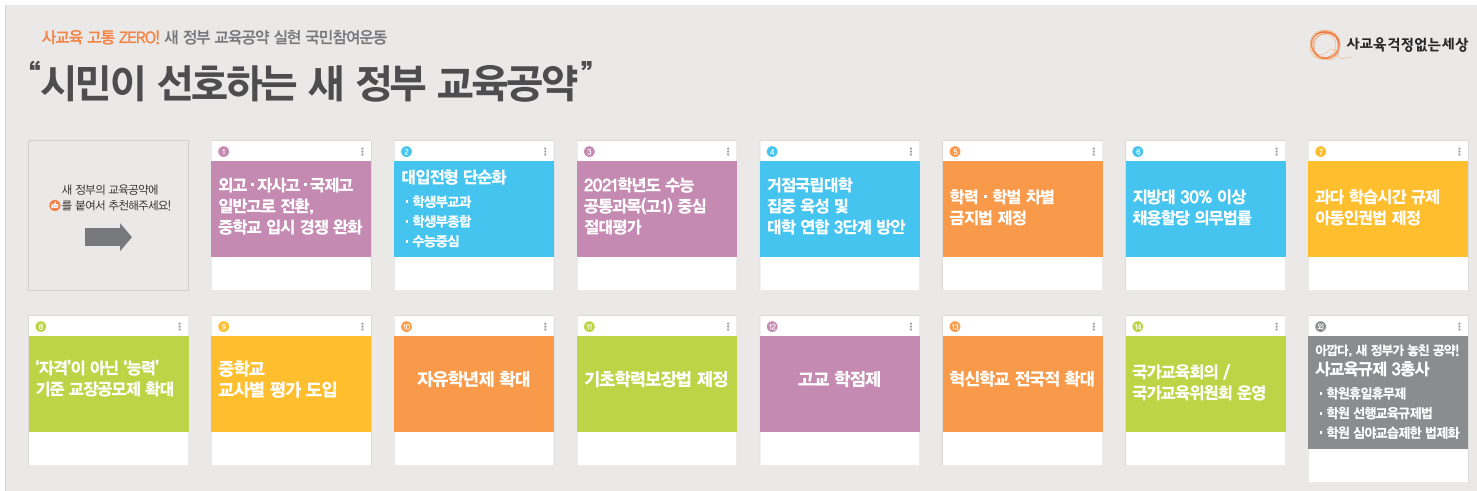 사교육 고통 ZERO! 새 정부 교육공약 실현 국민참여운동
“시민이 선호하는 새 정부 교육공약”
사교육걱정없는세상
새 정부의 교육공약에
를 붙여서 추천해주세요!
1
외고·자사고·국제고
일반고로 전환,
중학교 입시 경쟁 완화
2
대입전형 단순화
· 학생부교과
· 학생부종합
· 수능중심
3
2021학년도 수능
공통과목(고1) 중심
절대평가
4
거점국립대학
집중 육성 및
대학 연합 3단계 방안
5
학력·학벌 차별
금지법 제정
6
지방대 30% 이상
채용할당 의무법률
7
과다 학습시간 규제
아동인권법 제정
8
‘자격’이 아닌 ‘능력’
기준 교장공모제 확대
9
중학교
교사별 평가 도입
10
자유학년제 확대
11
기초학력보장법 제정
12
고교 학점제
13
혁신학교 전국적 확대
14
국가교육회의 /
국가교육위원회 운영
외
아깝다, 새 정부가 놓친 공약!
사교육규제 3총사
· 학원휴일휴무제
· 학원 선행교육규제법
· 학원 심야교습제한 법제화